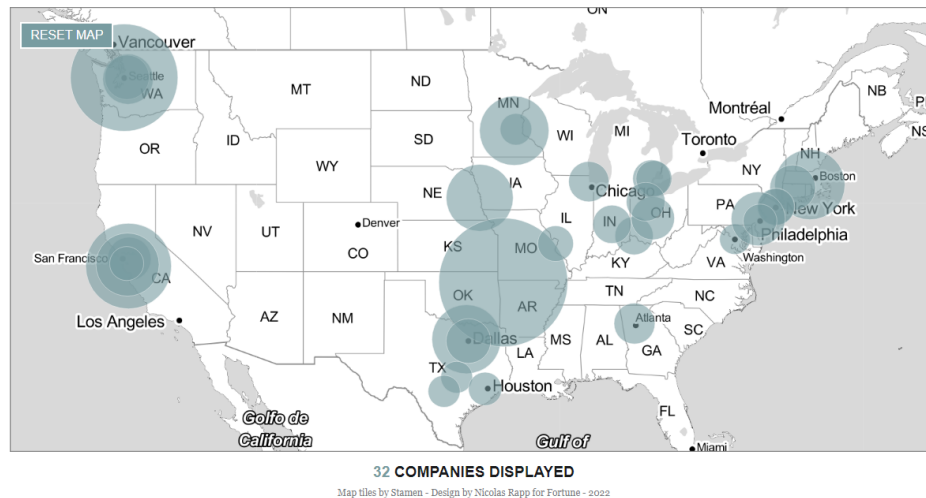 ON
RESET MAP
Vancouver
Seattle
WA
MT
ND
MN
NB
PE
Montréal
NS
OR
ID
SD
WI
MI
Toronto
NH
WY
NY
Boston
NE
IA
Chicago
PA
New York
NV
UT
Denver
CO
IL
IN
OH
Philadelphia
San Francisco
CA
KS
MO
KY
VA
Washington
OK
AR
TN
NC
Los Angeles
AZ
NM
Atlanta
SC
Dallas
LA
MS
AL
GA
TX
Houston
FL
Golfo de
California
Gulf of
Miami
32 COMPANIES DISPLAYED
Map tiles by Stamen - Design by Nicolas Rapp for Fortune - 2022